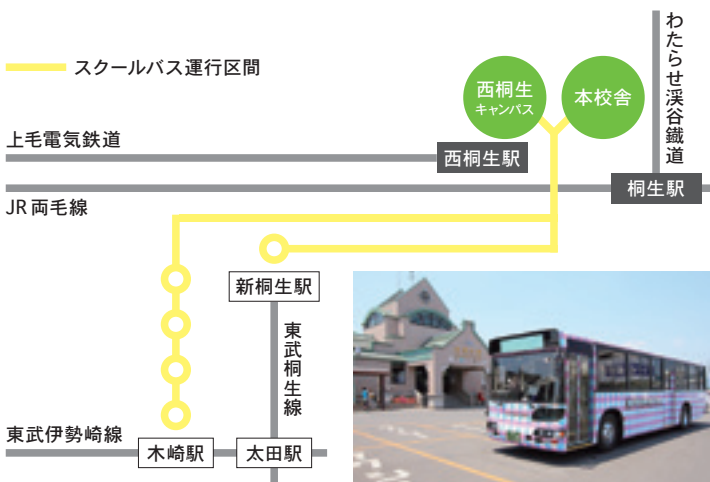 スクールバス運行区間
わたらせ渓谷鐵道
西桐生
キャンパス
本校舎
上毛電気鉄道
西桐生駅
桐生駅
JR両毛線
新桐生駅
東武桐生線
東武伊勢崎線
木崎駅
太田駅